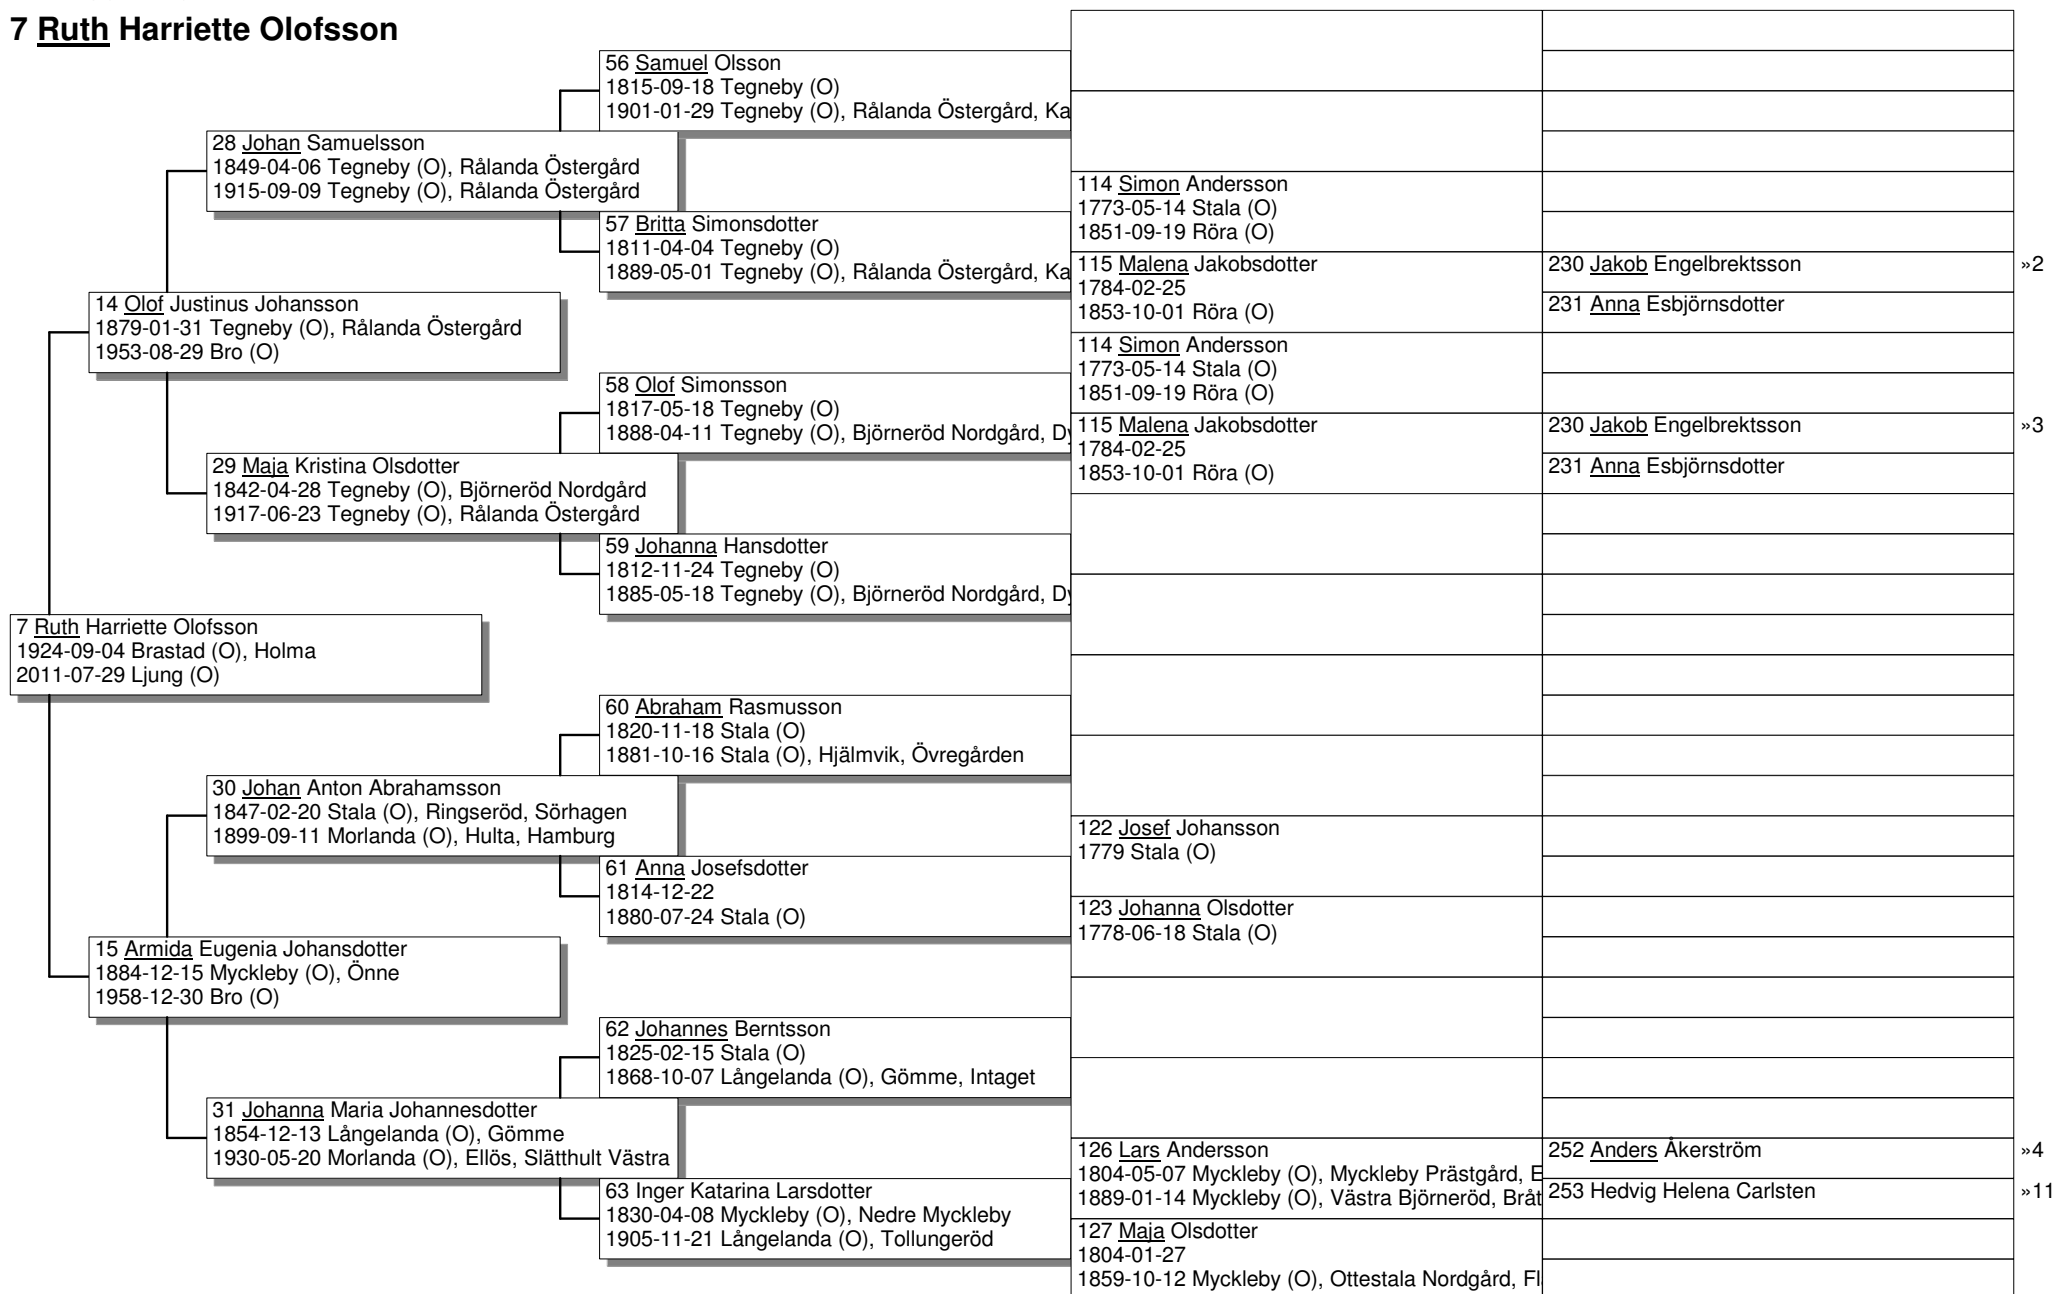 7 Ruth Harriette Olofsson
56 Samuel Olsson
1815-09-18 Tegneby (O)
1901-01-29 Tegneby (O), Rålanda Östergård, Ka
28 Johan Samuelsson
1849-04-06 Tegneby (O), Rålanda Östergård
1915-09-09 Tegneby (O), Rålanda Östergård
114 Simon Andersson
1773-05-14 Stala (O)
1851-09-19 Röra (O)
57 Britta Simonsdotter
1811-04-04 Tegneby (O)
1889-05-01 Tegneby (O), Rålanda Östergård, Ka
115 Malena Jakobsdotter
1784-02-25
1853-10-01 Röra (O)
230 Jakob Engelbrektsson
»2
231 Anna Esbjörnsdotter
14 Olof Justinus Johansson
1879-01-31 Tegneby (O), Rålanda Östergård
1953-08-29 Bro (O)
114 Simon Andersson
1773-05-14 Stala (O)
1851-09-19 Röra (O)
58 Olof Simonsson
1817-05-18 Tegneby (O)
1888-04-11 Tegneby (O), Björneröd Nordgård, Dy
115 Malena Jakobsdotter
1784-02-25
1853-10-01 Röra (O)
230 Jakob Engelbrektsson
»3
231 Anna Esbjörnsdotter
29 Maja Kristina Olsdotter
1842-04-28 Tegneby (O), Björneröd Nordgård
1917-06-23 Tegneby (O), Rålanda Östergård
59 Johanna Hansdotter
1812-11-24 Tegneby (O)
1885-05-18 Tegneby (O), Björneröd Nordgård, Dy
7 Ruth Harriette Olofsson
1924-09-04 Brastad (O), Holma
2011-07-29 Ljung (O)
60 Abraham Rasmusson
1820-11-18 Stala (O)
1881-10-16 Stala (O), Hjälmvik, Övregården
30 Johan Anton Abrahamsson
1847-02-20 Stala (O), Ringseröd, Sörhagen
1899-09-11 Morlanda (O), Hulta, Hamburg
122 Josef Johansson
1779 Stala (O)
61 Anna Josefsdotter
1814-12-22
1880-07-24 Stala (O)
123 Johanna Olsdotter
1778-06-18 Stala (O)
15 Armida Eugenia Johansdotter
1884-12-15 Myckleby (O), Önne
1958-12-30 Bro (O)
62 Johannes Berntsson
1825-02-15 Stala (O)
1868-10-07 Långelanda (O), Gömme, Intaget
31 Johanna Maria Johannesdotter
1854-12-13 Långelanda (O), Gömme
1930-05-20 Morlanda (O), Ellös, Slätthult Västra
126 Lars Andersson
1804-05-07 Myckleby (O), Myckleby Prästgård, E
1889-01-14 Myckleby (O), Västra Björneröd, Bråt
252 Anders Åkerström
»4
253 Hedvig Helena Carlsten
»11
63 Inger Katarina Larsdotter
1830-04-08 Myckleby (O), Nedre Myckleby
1905-11-21 Långelanda (O), Tollungeröd
127 Maja Olsdotter
1804-01-27
1859-10-12 Myckleby (O), Ottestala Nordgård, Fl